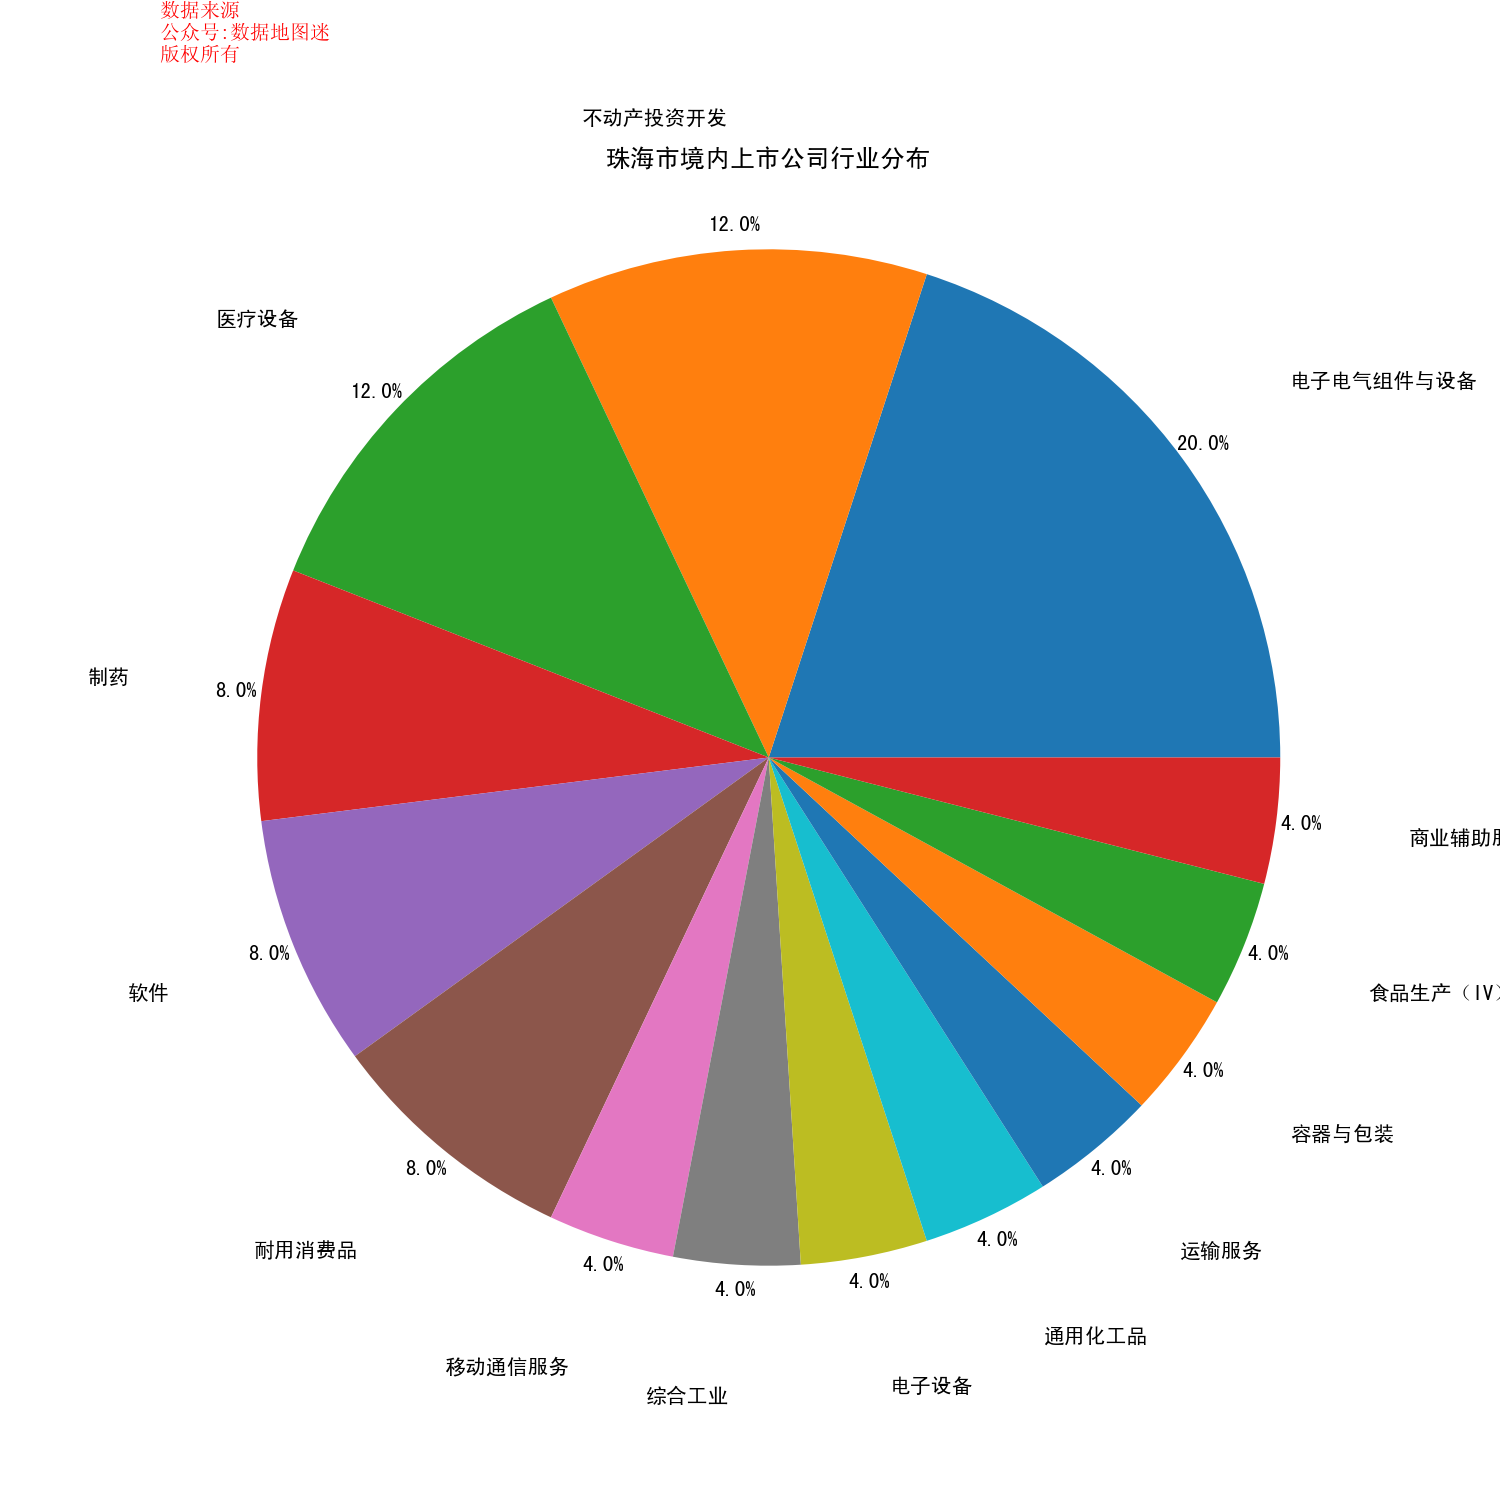 数据来源
公众号:数据地图迷
版权所有
不动产投资开发
珠海市境内上市公司行业分布
12.0%
医疗设备
电子电气组件与设备
12.0%
20.0%
制药
8.0%
4.0%
商业辅助
8.0%
4.0%
软件
食品生产（IV）
4.0%
容器与包装
8.0%
4.0%
耐用消费品
4.0%
运输服务
4.0%
4.0%
4.0%
通用化工品
移动通信服务
综合工业
电子设备